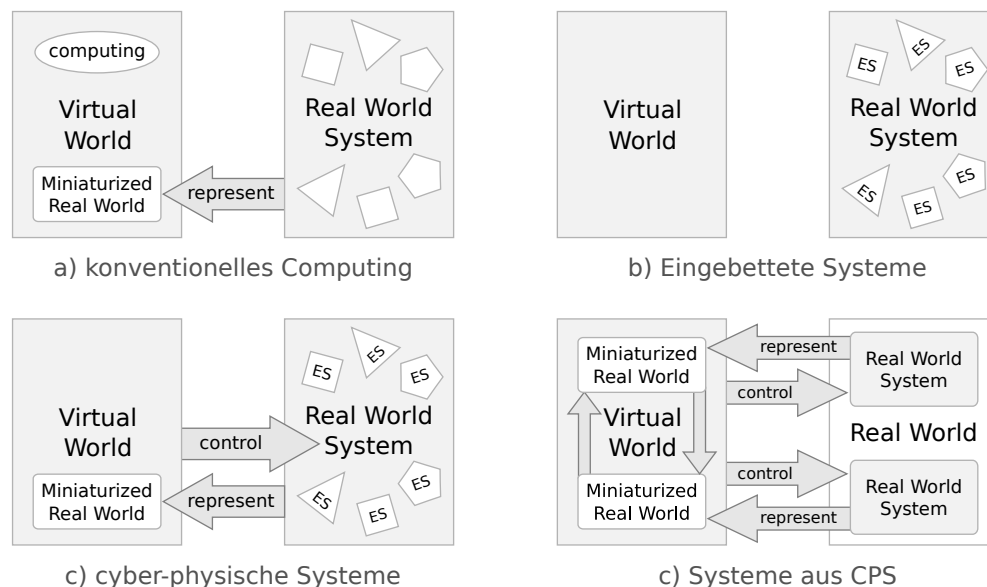 computing
Virtual
World
Miniaturized
Real World
represent
Real World
System
a) konventionelles Computing
Virtual
World
ES
ES
ES
Real World
System
ES
ES
ES
b) Eingebettete Systeme
Virtual
World
Miniaturized
Real World
control
represent
ES
ES
ES
Real World
System
ES
ES
ES
c) cyber-physische Systeme
Miniaturized
Real World
Virtual
World
Miniaturized
Real World
represent
control
control
represent
Real World
System
Real World
Real World
System
c) Systeme aus CPS